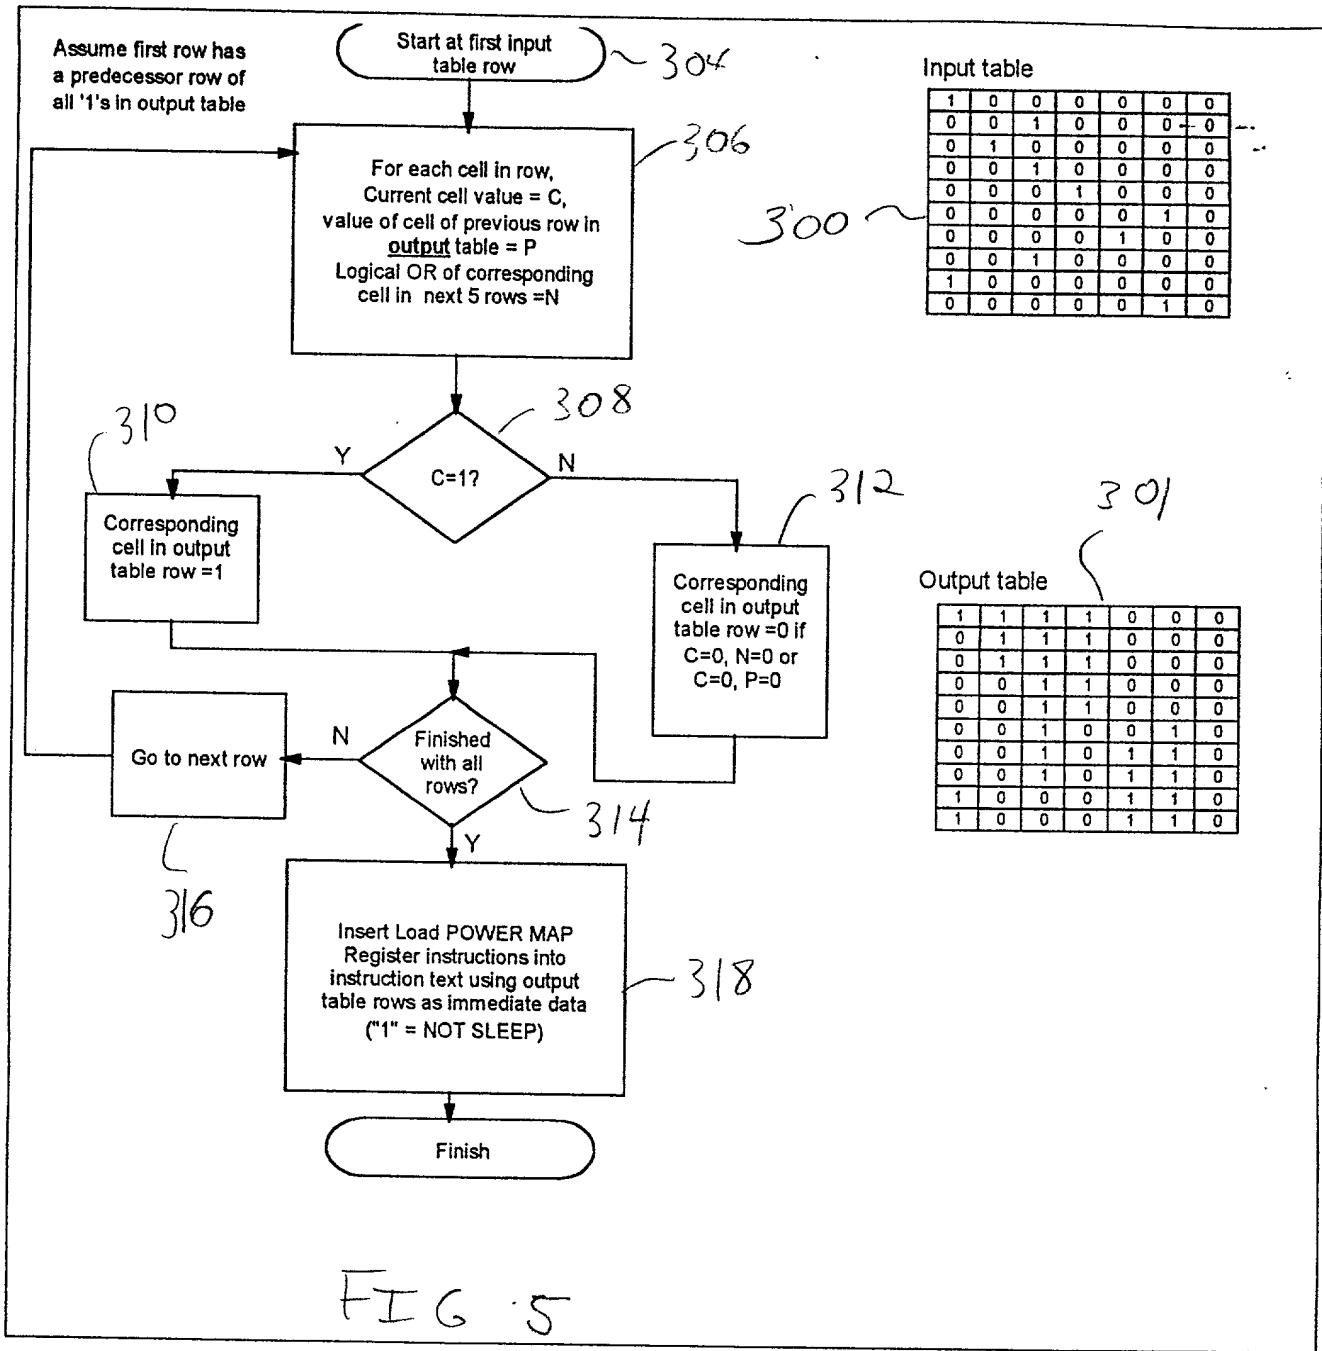 Assume first row has
a predecessor row of
all '1's in output table
Start at first input
table row
304
For each cell in row,
Current cell value = C,
value of cell of previous row in
output table = P
Logical OR of corresponding
cell in next 5 rows =N
306
C=1?
308
Y
N
310
Corresponding
cell in output
table row =1
312
Corresponding
cell in output
table row =0 if
C=0, N=0 or
C=0, P=0
Finished
with all
rows?
314
N
Y
Go to next row
316
Insert Load POWER MAP
Register instructions into
instruction text using output
table rows as immediate data
("1" = NOT SLEEP)
318
Finish
Input table
300
1 0 0 0 0 0 0
0 0 1 0 0 0 0
0 1 0 0 0 0 0
0 0 1 0 0 0 0
0 0 0 1 0 0 0
0 0 0 0 0 1 0
0 0 0 0 1 0 0
0 0 1 0 0 0 0
1 0 0 0 0 0 0
0 0 0 0 0 1 0
301
Output table
1 1 1 1 0 0 0
0 1 1 1 0 0 0
0 1 1 1 0 0 0
0 0 1 1 0 0 0
0 0 1 1 0 0 0
0 0 1 0 0 1 0
0 0 1 0 1 1 0
0 0 1 0 1 1 0
1 0 0 0 1 1 0
1 0 0 0 1 1 0
FIG 5